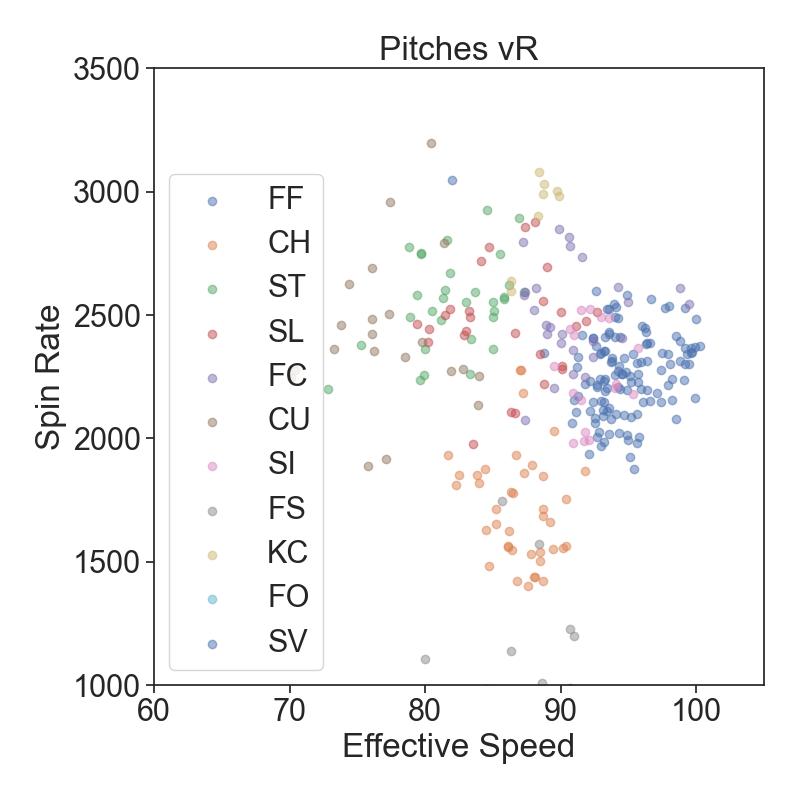 Pitches vR
3500
3000
2500
2000
1500
1000
Spin Rate
FF
CH
ST
SL
FC
CU
SI
FS
KC
FO
SV
60 70 80 90 100
Effective Speed